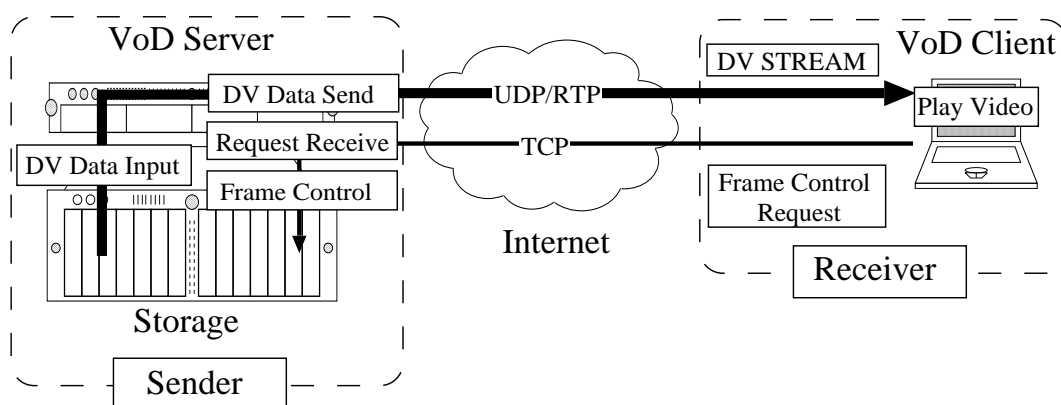 VoD Server
DV Data Send
Request Receive
DV Data Input
Frame Control
Storage
Sender
UDP/RTP
TCP
Internet
DV STREAM
VoD Client
Play Video
Frame Control
Request
Receiver